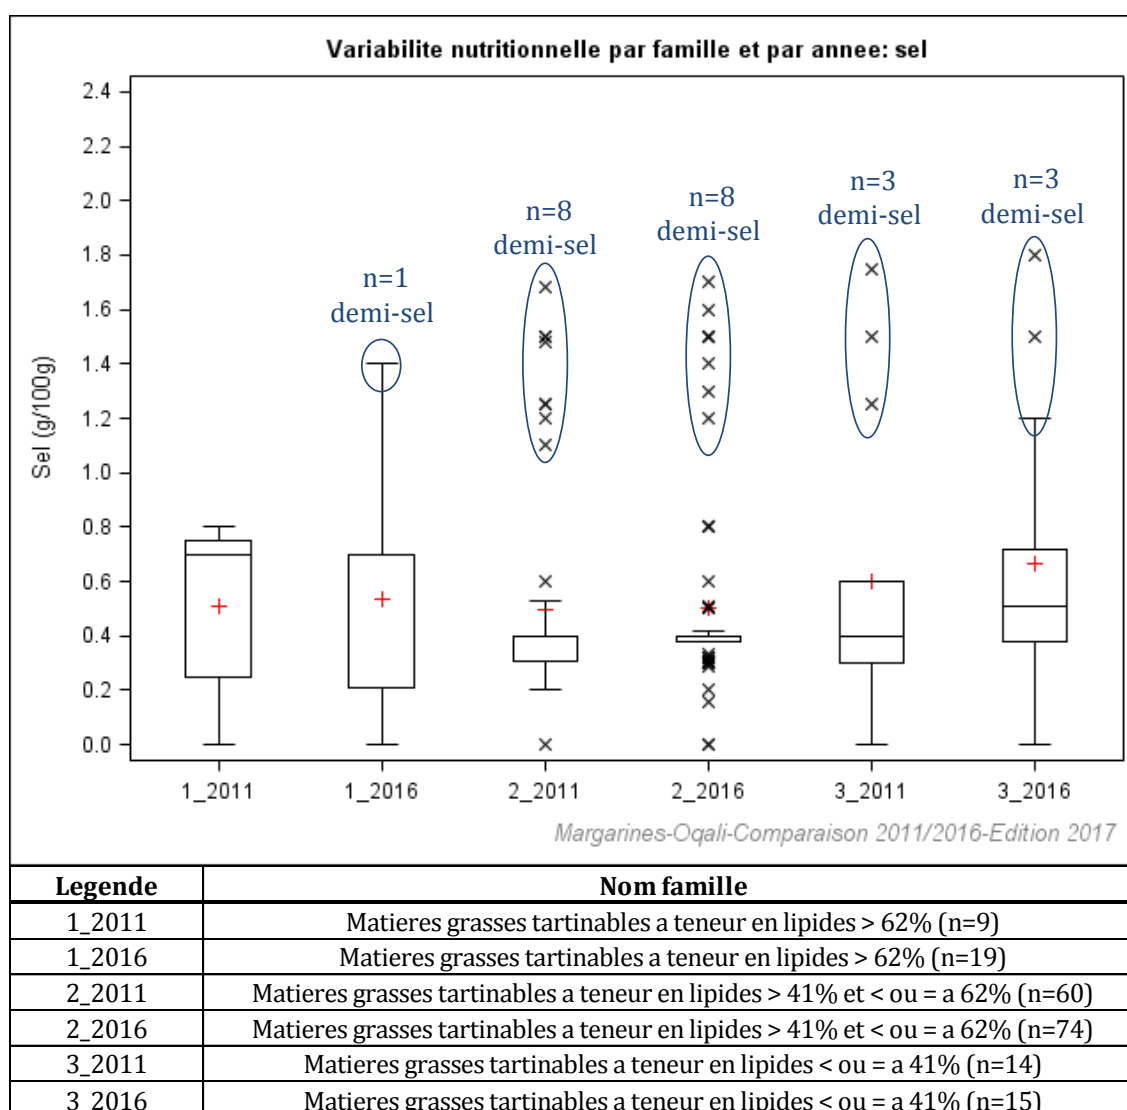 Variabilite nutritionnelle par famille et par annee: sel
2.4
2.2
2.0
1.8
1.6
1.4
1.2
1.0
0.8
0.6
0.4
0.2
0.0
Sel (g/100g)
n=1
demi-sel
n=8
demi-sel
n=8
demi-sel
n=3
demi-sel
n=3
demi-sel
1_2011 1_2016 2_2011 2_2016 3_2011 3_2016
Margarines-Oqali-Comparaison 2011/2016-Edition 2017
Legende Nom famille
1_2011 Matieres grasses tartinables a teneur en lipides > 62% (n=9)
1_2016 Matieres grasses tartinables a teneur en lipides > 62% (n=19)
2_2011 Matieres grasses tartinables a teneur en lipides > 41% et < ou = a 62% (n=60)
2_2016 Matieres grasses tartinables a teneur en lipides > 41% et < ou = a 62% (n=74)
3_2011 Matieres grasses tartinables a teneur en lipides < ou = a 41% (n=14)
3_2016 Matieres grasses tartinables a teneur en lipides < ou = a 41% (n=15)